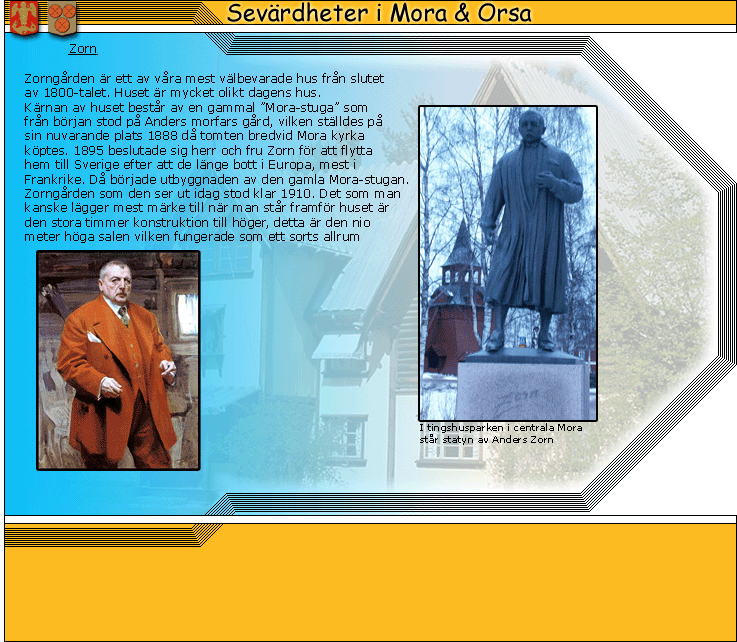 Sevärdheter i Mora & Orsa
Zorn
Zorngården är ett av våra mest välbevarade hus från slutet
av 1800-talet. Huset är mycket olikt dagens hus.
Kärnan av huset består av en gammal ”Mora-stuga” som
från början stod på Anders morfars gård, vilken ställdes på
sin nuvarande plats 1888 då tomten bredvid Mora kyrka
köptes. 1895 beslutade sig herr och fru Zorn för att flytta
hem till Sverige efter att de länge bott i Europa, mest i
Frankrike. Då började utbyggnaden av den gamla Mora-stugan.
Zorngården som den ser ut idag stod klar 1910. Det som man
kanske lägger mest märke till när man står framför huset är
den stora timmer konstruktion till höger, detta är den nio
meter höga salen vilken fungerade som ett sorts allrum
Zorn
I tingshusparken i centrala Mora
står statyn av Anders Zorn